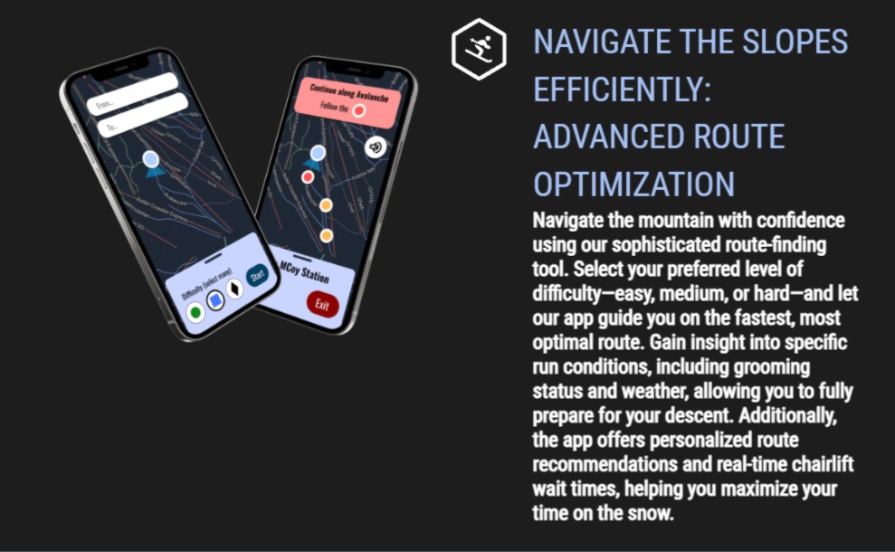 NAVIGATE THE SLOPES
EFFICIENTLY:
ADVANCED ROUTE
OPTIMIZATION
Navigate the mountain with confidence
using our sophisticated route-finding
tool. Select your preferred level of
difficulty—easy, medium, or hard—and let
our app guide you on the fastest, most
optimal route. Gain insight into specific
run conditions, including grooming
status and weather, allowing you to fully
prepare for your descent. Additionally,
the app offers personalized route
recommendations and real-time chairlift
wait times, helping you maximize your
time on the snow.
From...
To...
Difficulty (select many)
Start
Continue along Avalanche
Follow the
MCoy Station
Exit